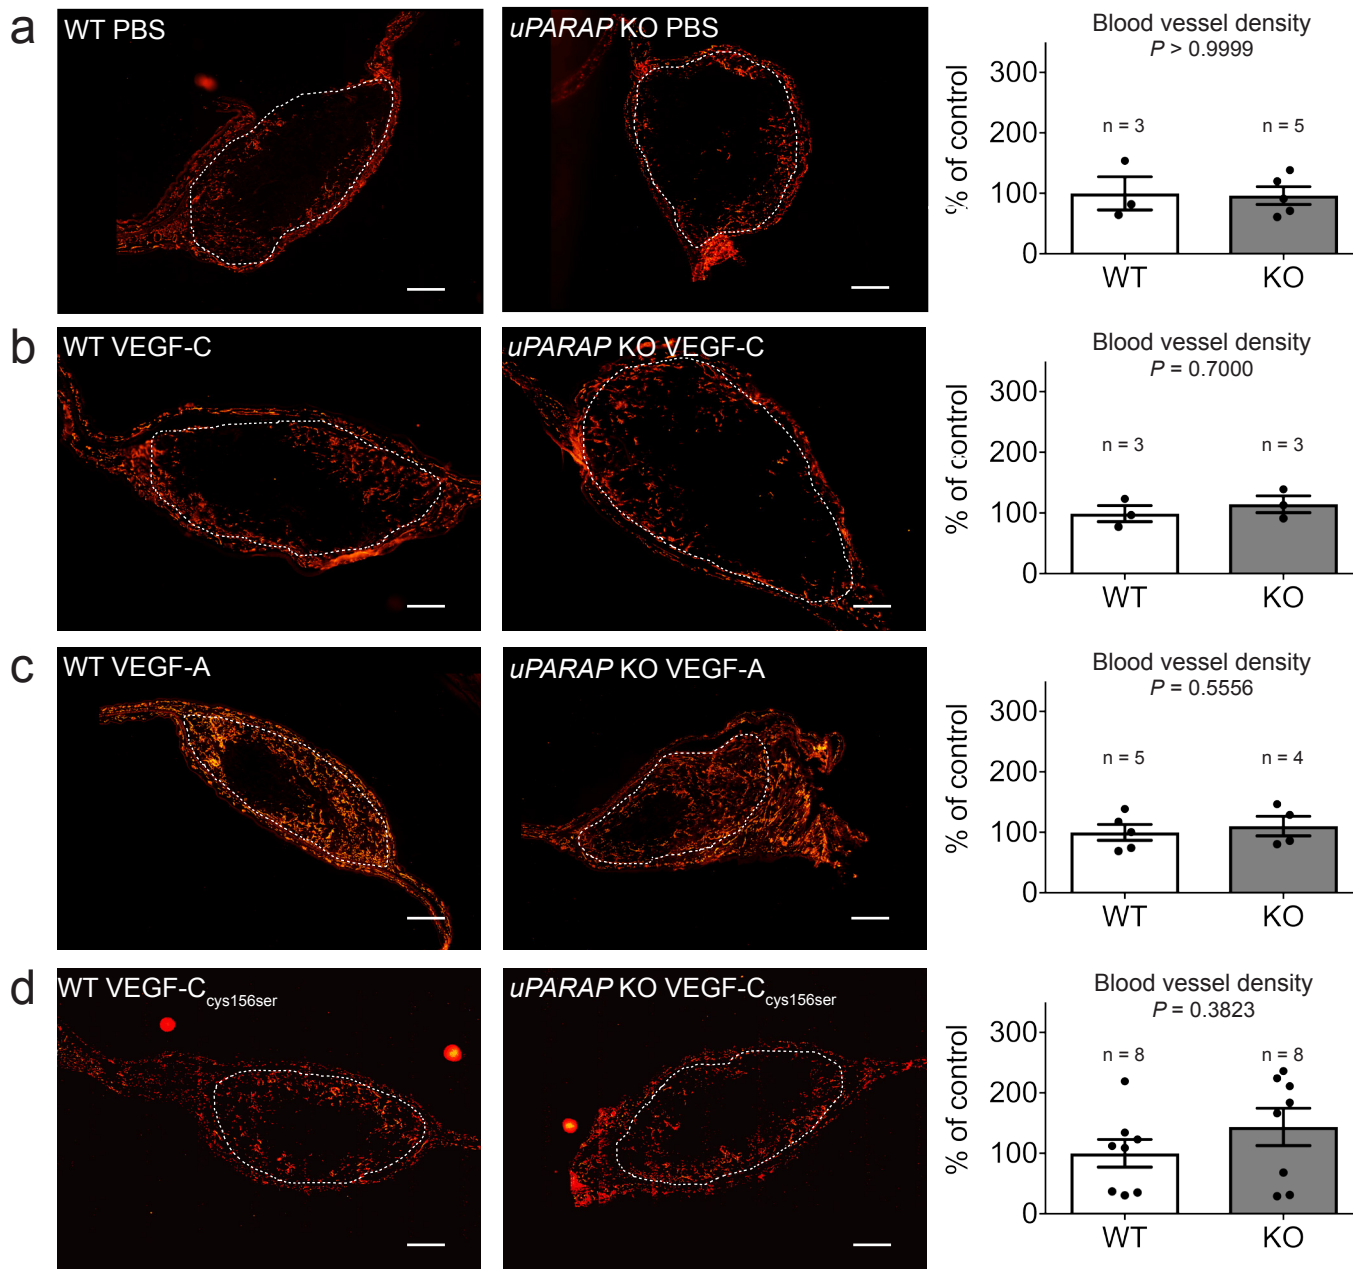 a
WT PBS
uPARAP KO PBS
Blood vessel density
P > 0.9999
% of control
300
200
100
0
n = 3
n = 5
WT
KO
b
WT VEGF-C
uPARAP KO VEGF-C
Blood vessel density
P = 0.7000
% of control
300
200
100
0
n = 3
n = 3
WT
KO
c
WT VEGF-A
uPARAP KO VEGF-A
Blood vessel density
P = 0.5556
% of control
300
200
100
0
n = 5
n = 4
WT
KO
d
WT VEGF-Ccys156ser
uPARAP KO VEGF-Ccys156ser
Blood vessel density
P = 0.3823
% of control
300
200
100
0
n = 8
n = 8
WT
KO